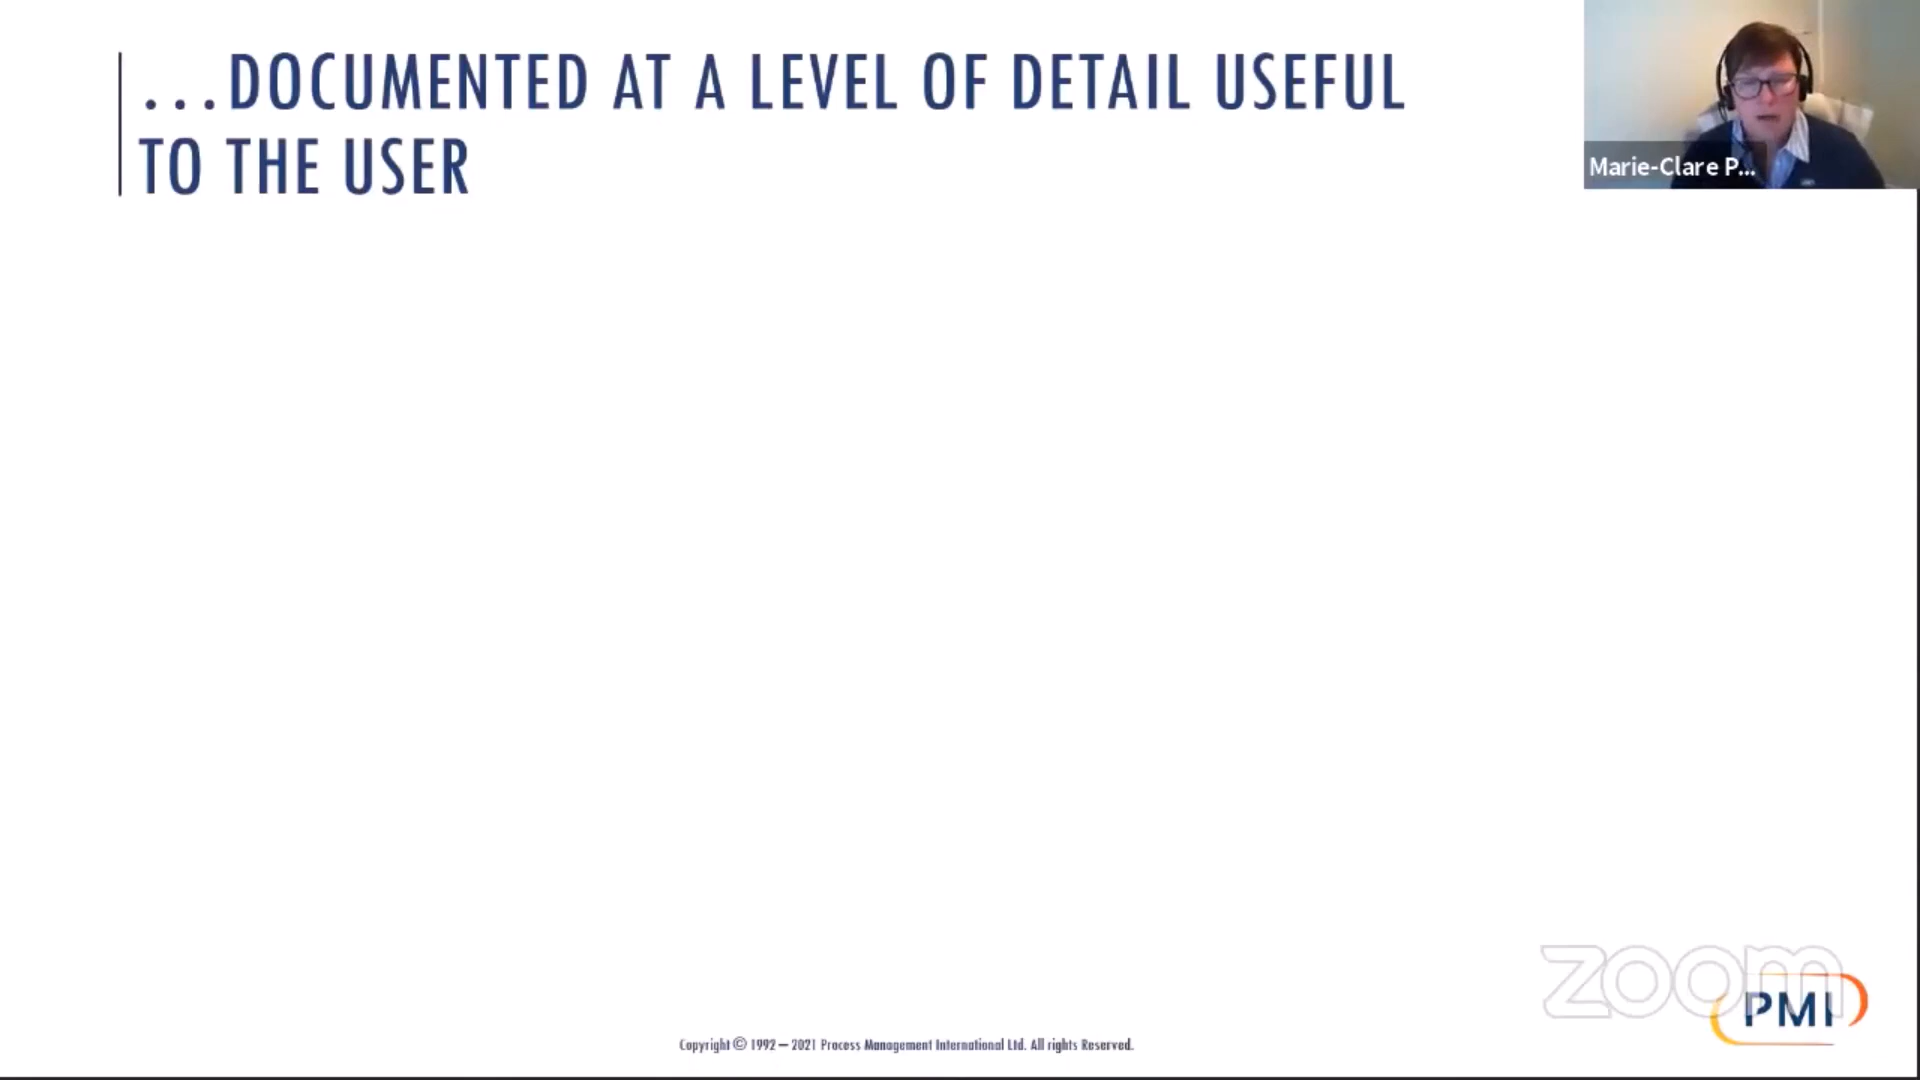 ...DOCUMENTED AT A LEVEL OF DETAIL USEFUL
TO THE USER
Marie-Clare P...
zoom
PMI
Copyright © 1992 – 2021 Process Management International Ltd. All rights Reserved.